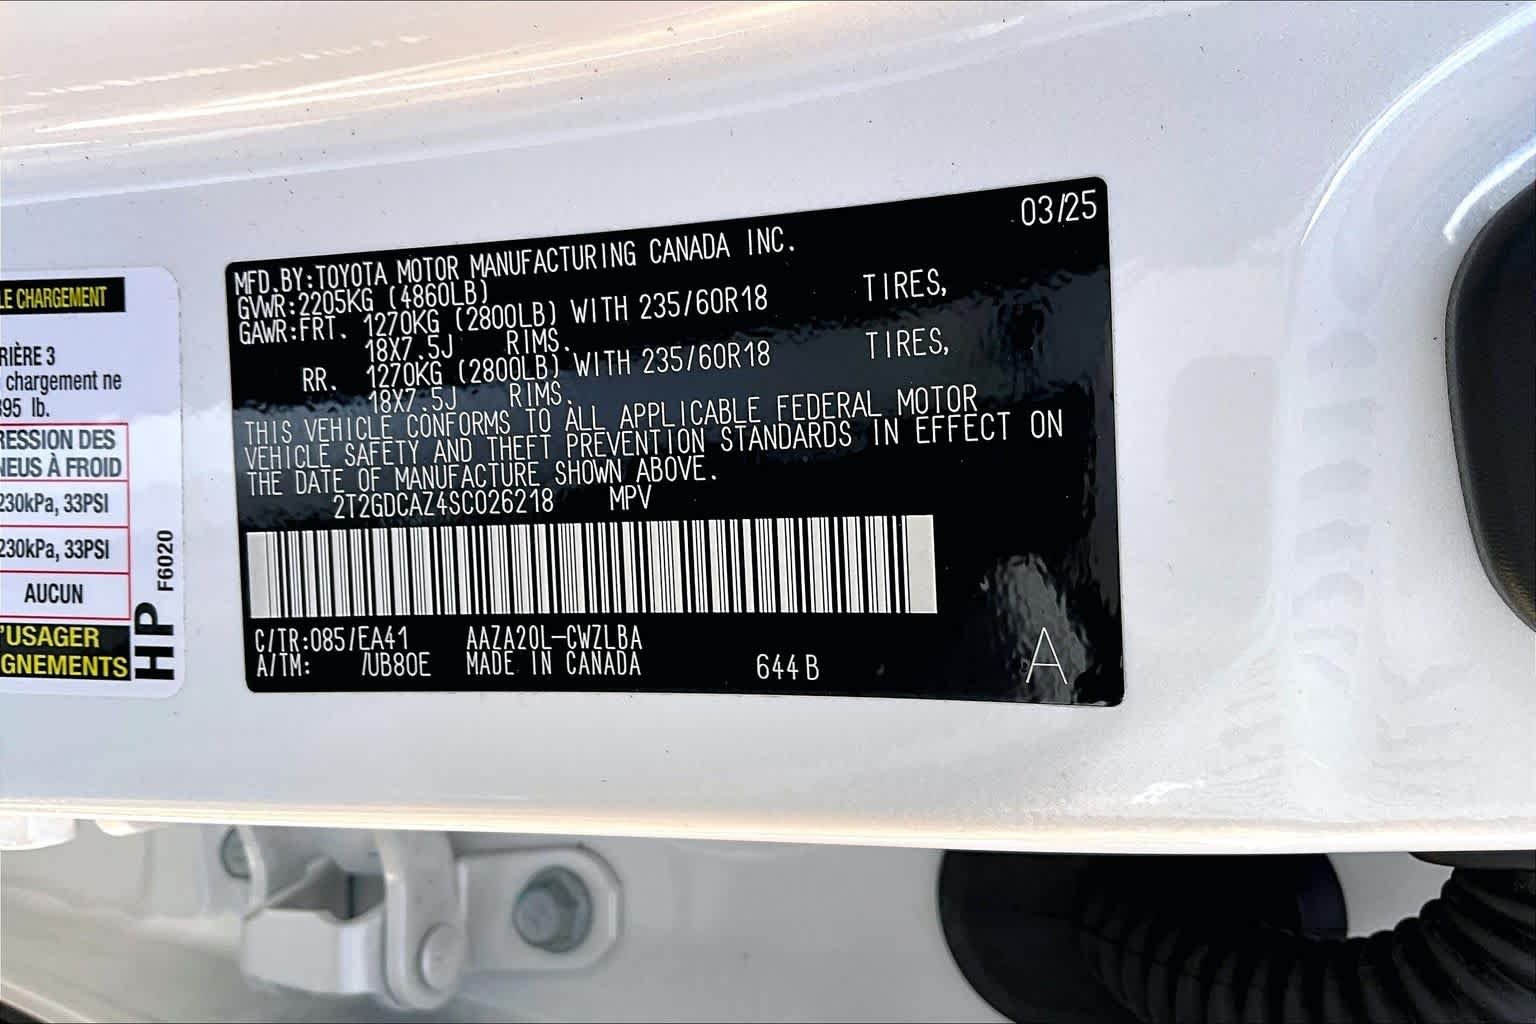 LE CHARGEMENT
RIÈRE 3
chargement ne
395 lb.
RESSION DES
NEUS À FROID
230kPa, 33PSI
230kPa, 33PSI
AUCUN
'USAGER
GNEMENTS
HP F6020
03/25
MFD.BY:TOYOTA MOTOR MANUFACTURING CANADA INC.
GVWR:2205KG (4860LB)
GAWR:FRT. 1270KG (2800LB) WITH 235/60R18 TIRES,
18X7.5J RIMS.
RR. 1270KG (2800LB) WITH 235/60R18 TIRES,
18X7.5J RIMS.
THIS VEHICLE CONFORMS TO ALL APPLICABLE FEDERAL MOTOR
VEHICLE SAFETY AND THEFT PREVENTION STANDARDS IN EFFECT ON
THE DATE OF MANUFACTURE SHOWN ABOVE.
2T2GDCAZ4SC026218 MPV
C/TR:085/EA41 AAZA20L-CWZLBA
A/TM: /UB80E MADE IN CANADA 644B A